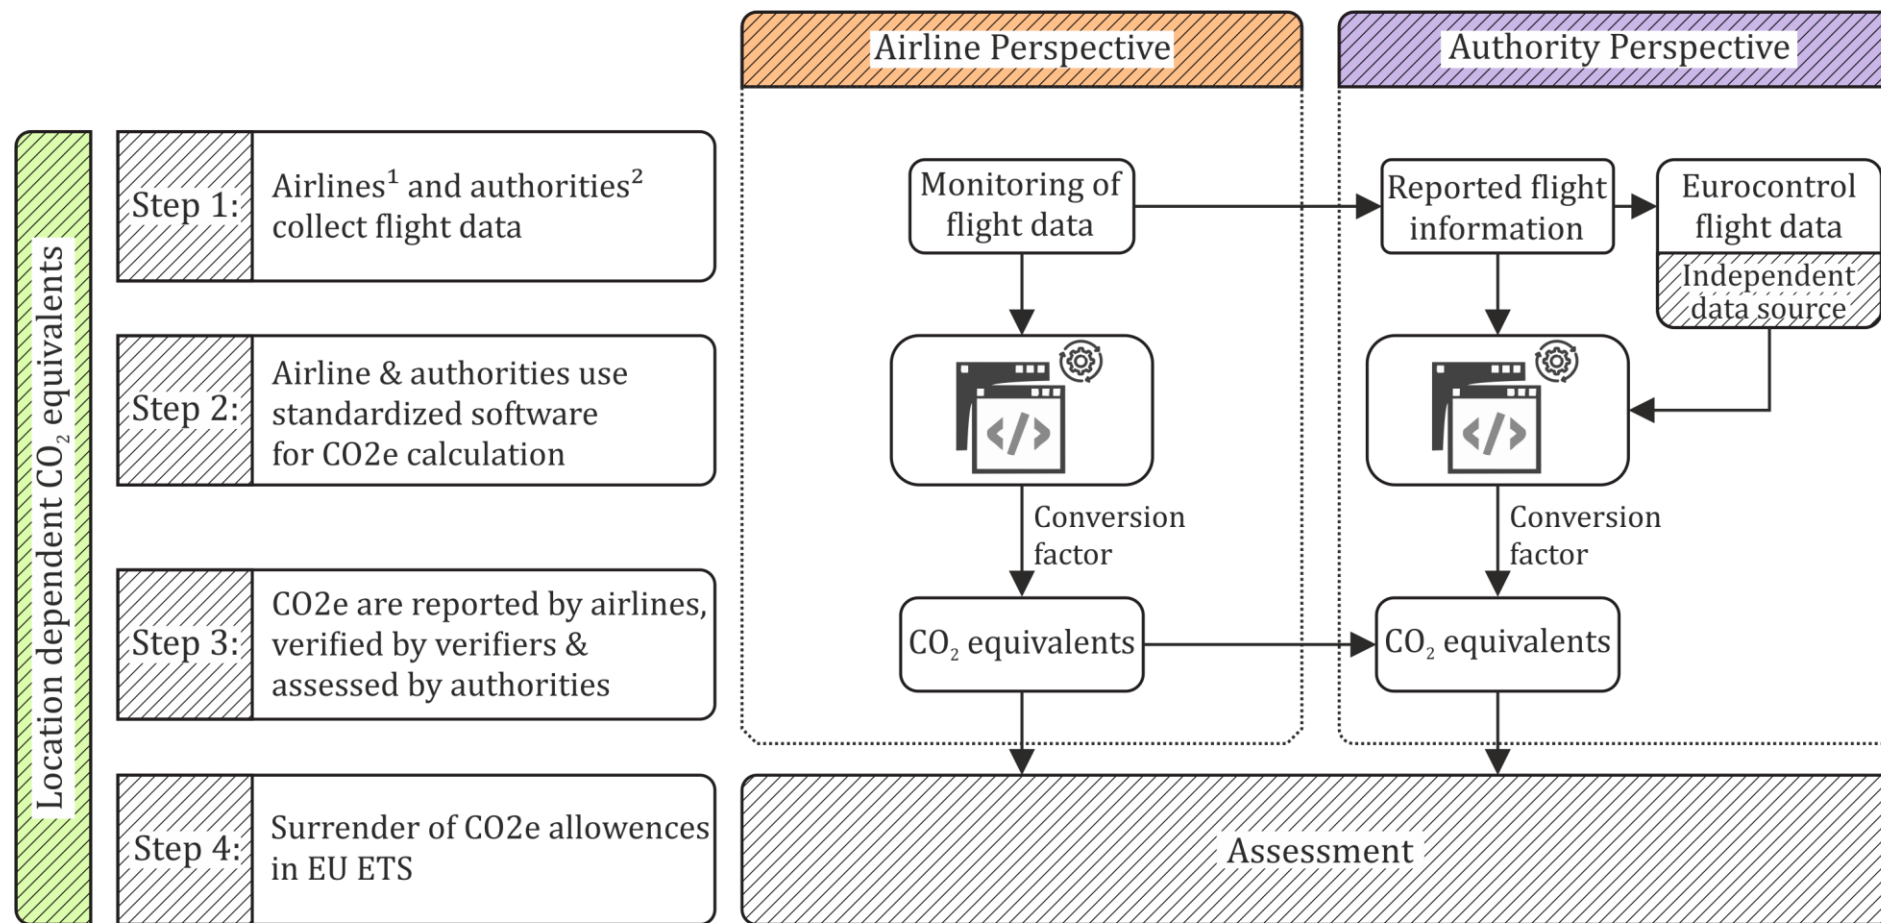 Airline Perspective
Authority Perspective
Location dependent CO₂ equivalents
Step 1:
Airlines¹ and authorities²
collect flight data
Monitoring of
flight data
Reported flight
information
Eurocontrol
flight data
Independent
data source
Step 2:
Airline & authorities use
standardized software
for CO2e calculation
</>
</>
Conversion
factor
Conversion
factor
Step 3:
CO2e are reported by airlines,
verified by verifiers &
assessed by authorities
CO₂ equivalents
CO₂ equivalents
Step 4:
Surrender of CO2e allowences
in EU ETS
Assessment